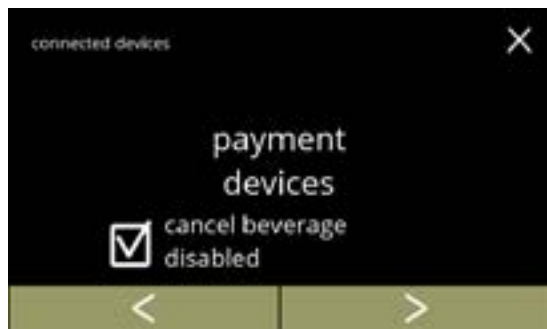 connected devices
payment
devices
cancel beverage
disabled